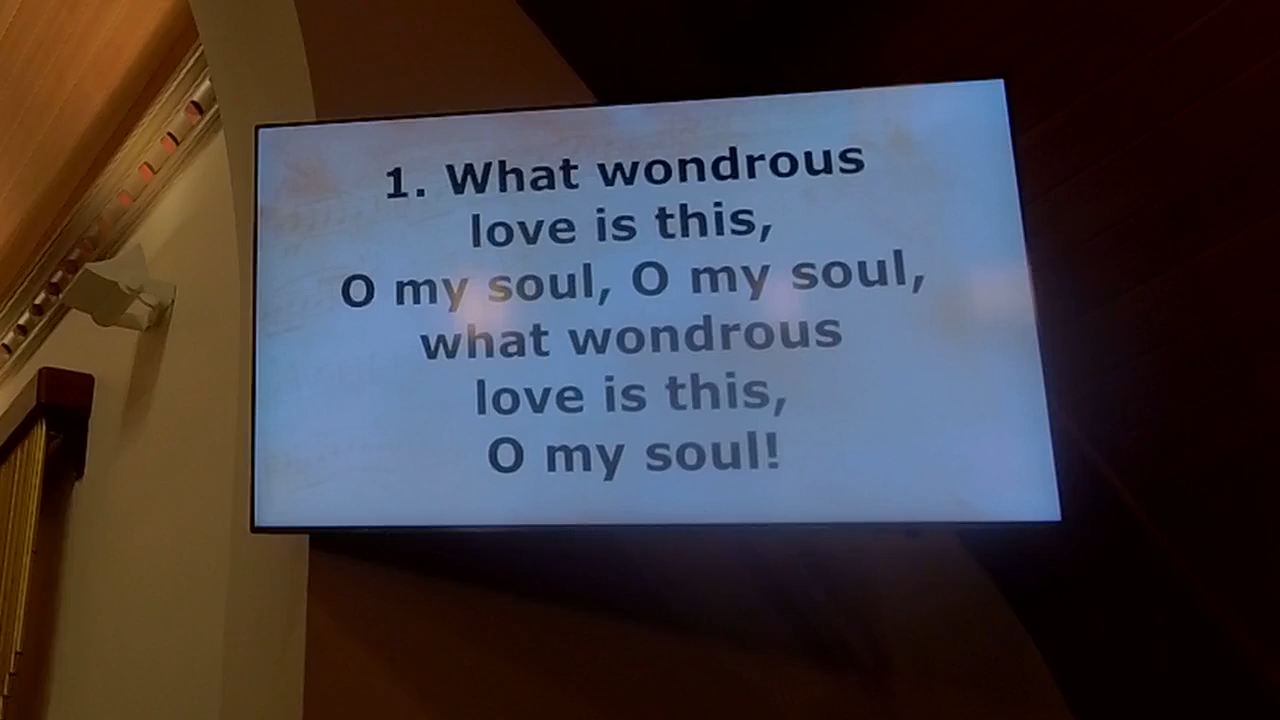 1. What wondrous
love is this,
O my soul, O my soul,
what wondrous
love is this,
O my soul!